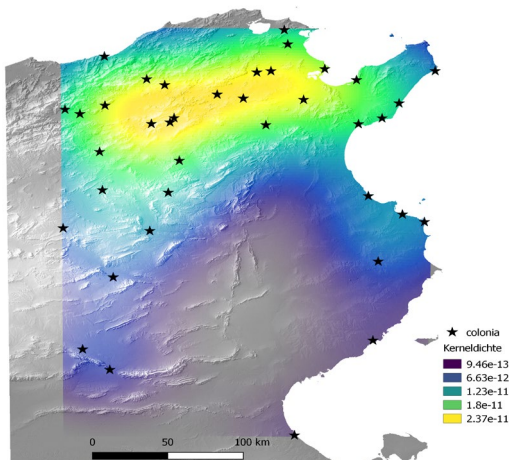 colonia
Kerneldichte
9.46e-13
6.63e-12
1.23e-11
1.8e-11
2.37e-11
0 50 100 km